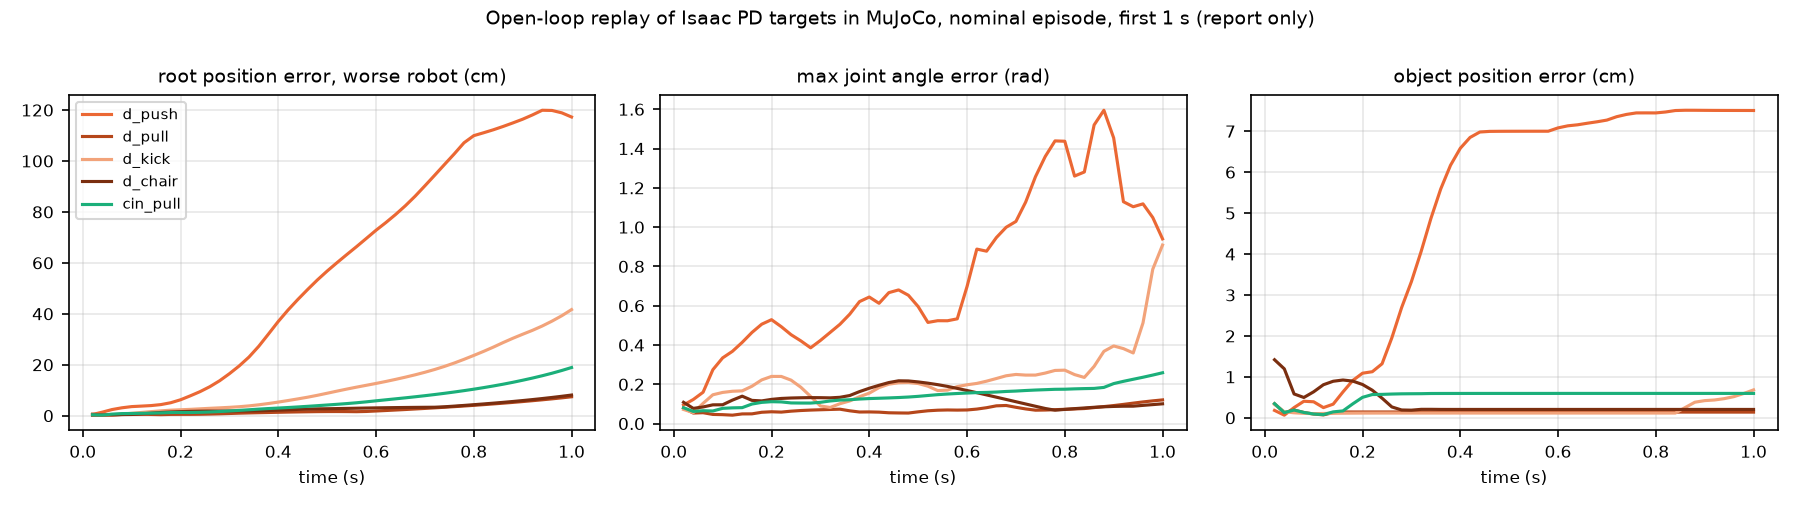 Open-loop replay of Isaac PD targets in MuJoCo, nominal episode, first 1 s (report only)
root position error, worse robot (cm)
120
100
80
60
40
20
0
d_push
d_pull
d_kick
d_chair
cin_pull
0.0 0.2 0.4 0.6 0.8 1.0
time (s)
max joint angle error (rad)
1.6
1.4
1.2
1.0
0.8
0.6
0.4
0.2
0.0
0.0 0.2 0.4 0.6 0.8 1.0
time (s)
object position error (cm)
7
6
5
4
3
2
1
0
0.0 0.2 0.4 0.6 0.8 1.0
time (s)